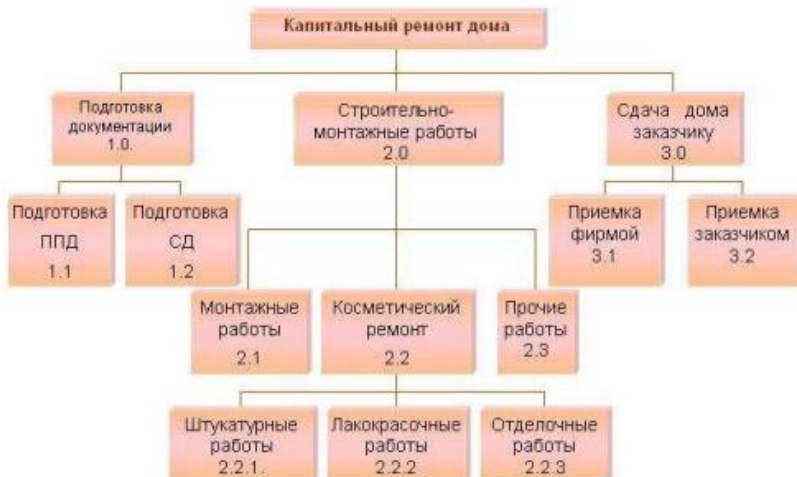 Капитальный ремонт дома
Подготовка
документации
1.0.
Строительно-
монтажные работы
2.0
Сдача дома
заказчику
3.0
Подготовка
ППД
1.1
Подготовка
СД
1.2
Приемка
фирмой
3.1
Приемка
заказчиком
3.2
Монтажные
работы
2.1
Косметический
ремонт
2.2
Прочие
работы
2.3
Штукатурные
работы
2.2.1.
Лакокрасочные
работы
2.2.2
Отделочные
работы
2.2.3